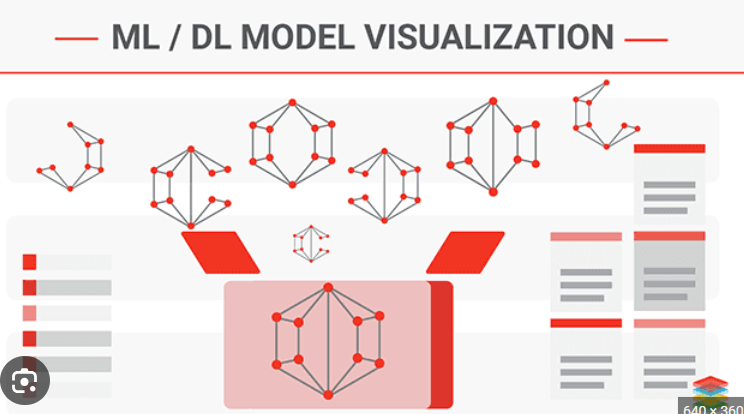 ML / DL MODEL VISUALIZATION
640 × 360